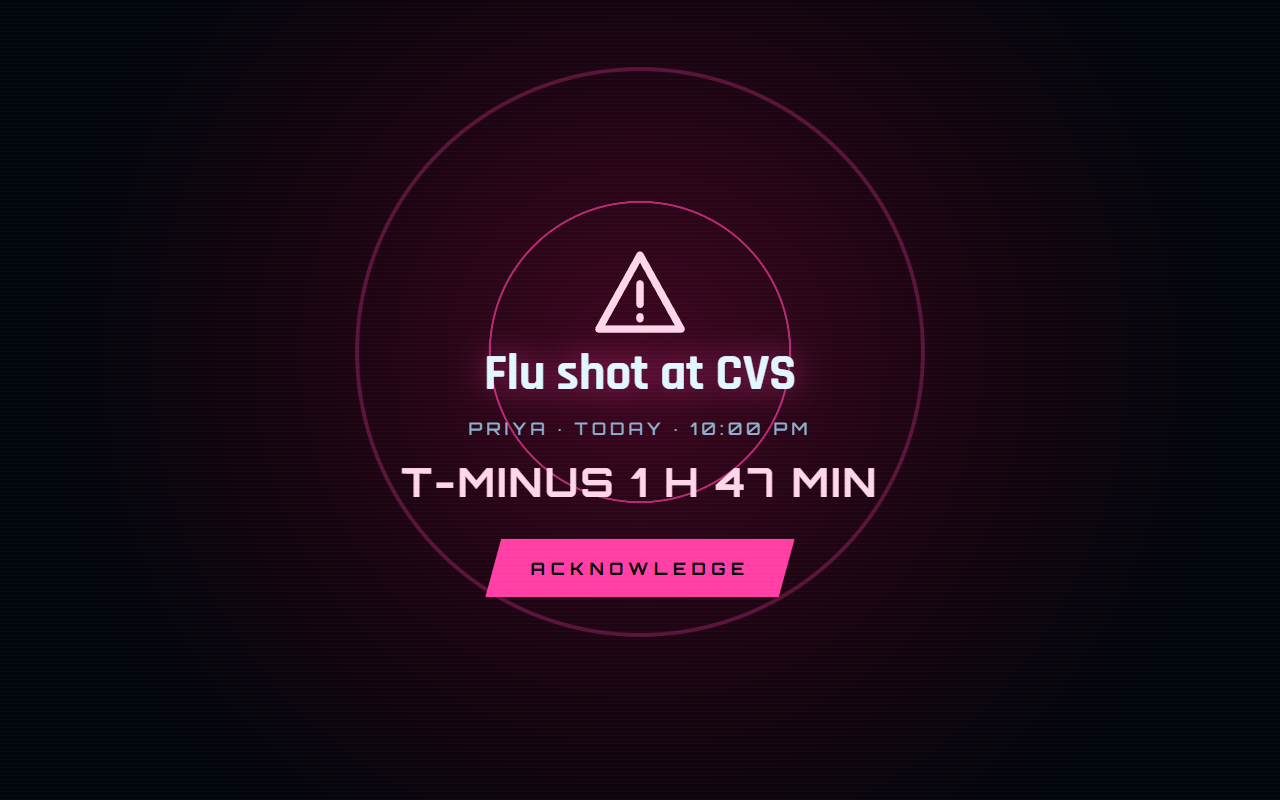 Flu shot at CVS
PRIYA · TODAY · 10:00 PM
T-MINUS 1 H 47 MIN
ACKNOWLEDGE